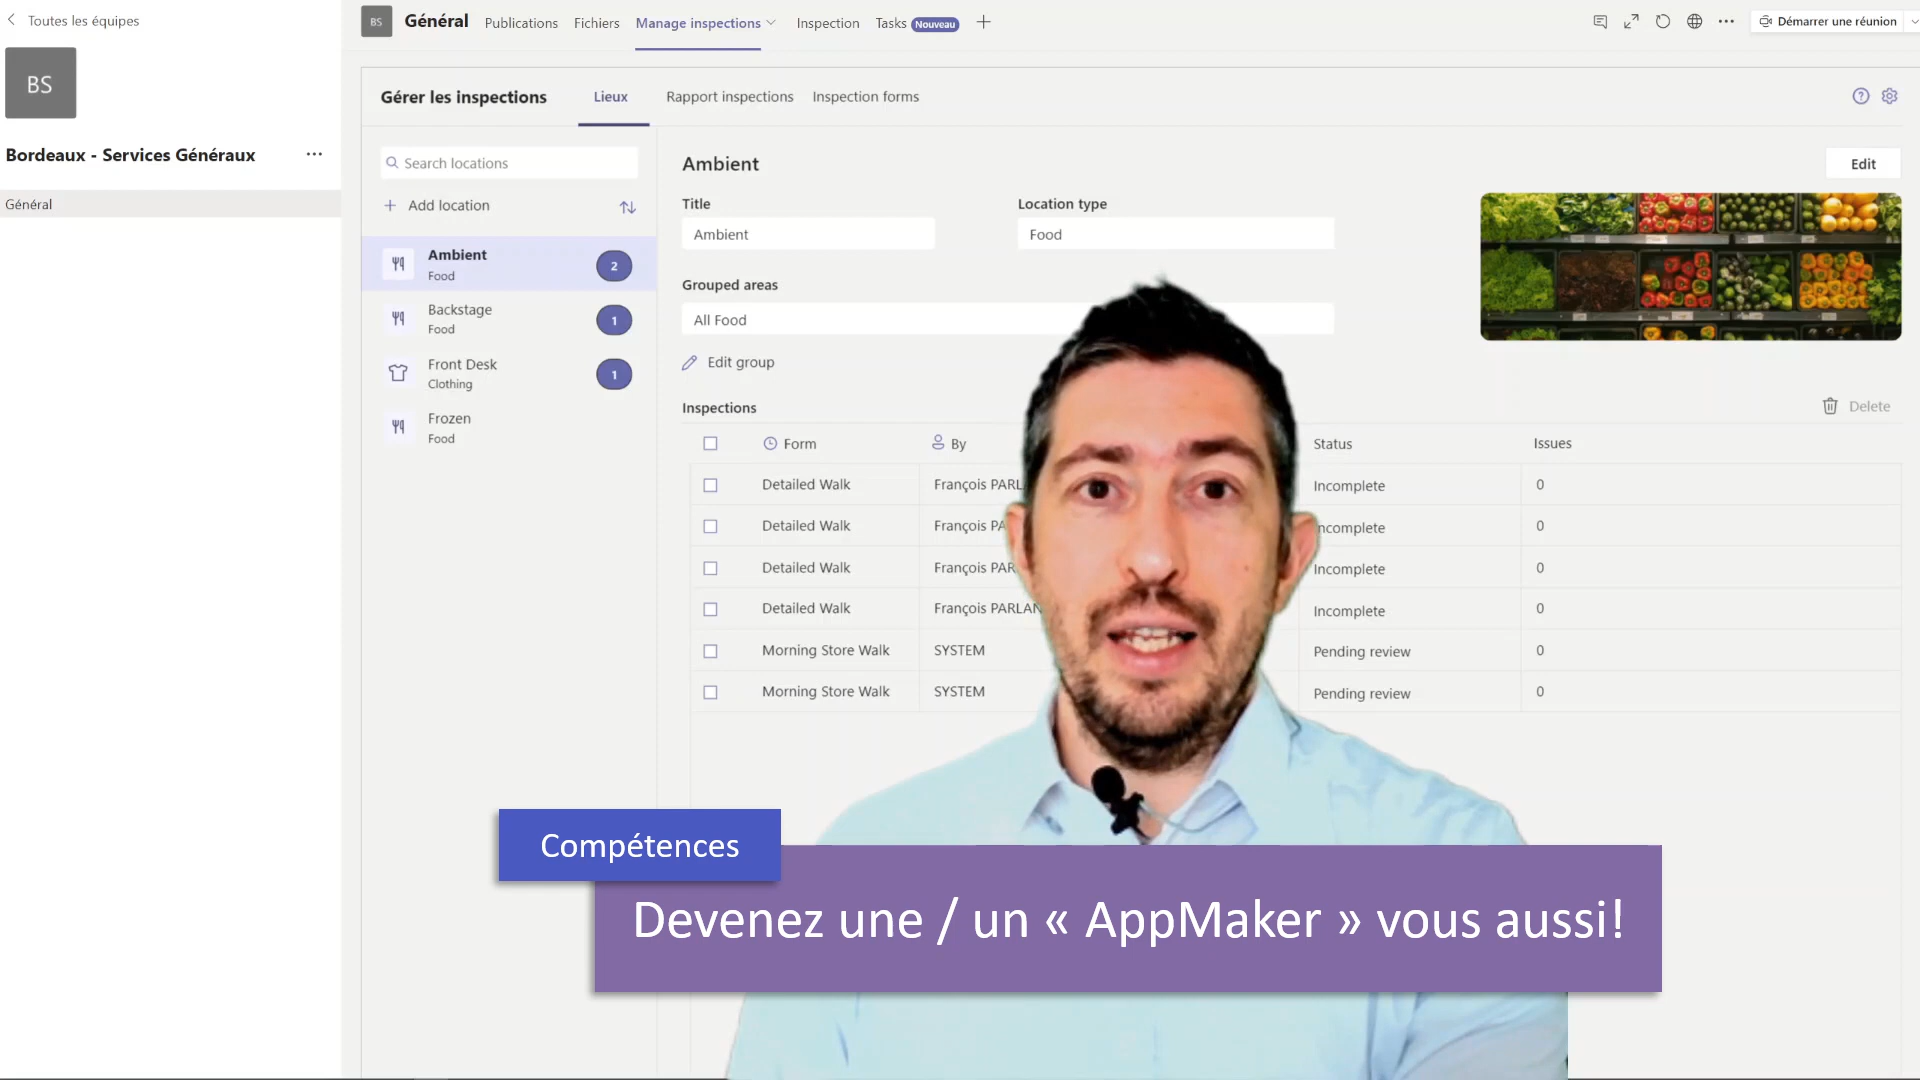 Toutes les équipes
BS
Bordeaux - Services Généraux
Général
BS
Général
Publications
Fichiers
Manage inspections
Inspection
Tasks
Nouveau
Démarrer une réunion
Gérer les inspections
Lieux
Rapport inspections
Inspection forms
Search locations
Add location
Ambient
Food
2
Backstage
Food
1
Front Desk
Clothing
1
Frozen
Food
Ambient
Edit
Title
Location type
Ambient
Food
Grouped areas
All Food
Edit group
Inspections
Delete
Form
By
Status
Issues
Detailed Walk
François
Incomplete
0
Detailed Walk
François
0
Detailed Walk
François
Incomplete
0
Detailed Walk
François
Incomplete
0
Morning Store Walk
SYSTEM
Pending review
0
Morning Store Walk
SYSTEM
Pending review
0
Compétences
Devenez une / un « AppMaker » vous aussi!